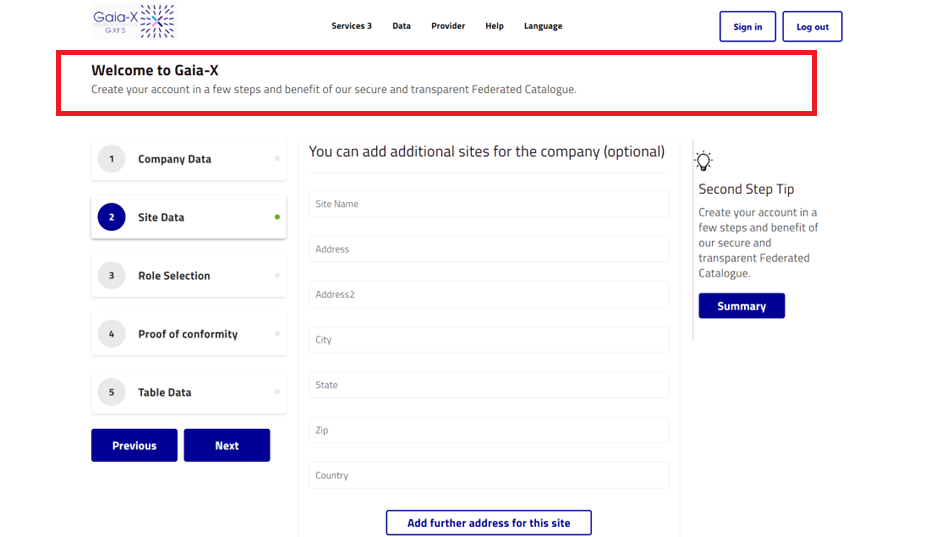 Gaia-X
GXFS
Services 3 Data Provider Help Language
Sign in Log out
Welcome to Gaia-X
Create your account in a few steps and benefit of our secure and transparent Federated Catalogue.
1 Company Data
2 Site Data
3 Role Selection
4 Proof of conformity
5 Table Data
Previous Next
You can add additional sites for the company (optional)
Site Name
Address
Address2
City
State
Zip
Country
Add further address for this site
Second Step Tip
Create your account in a
few steps and benefit of
our secure and
transparent Federated
Catalogue.
Summary